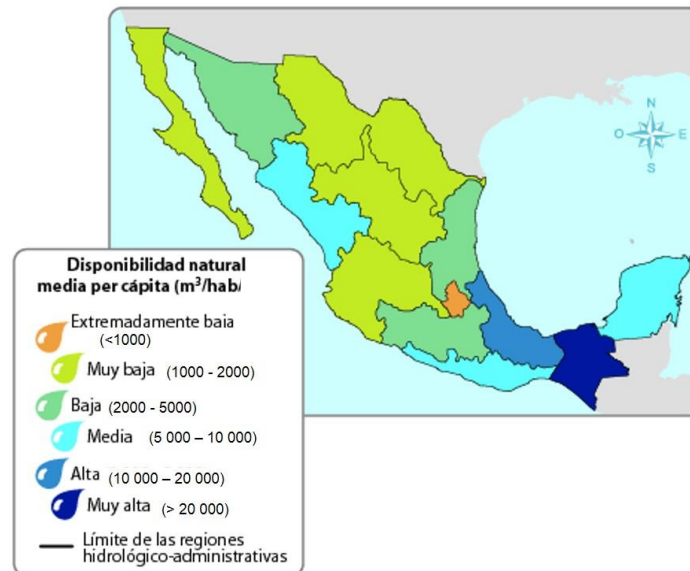 N
O E
S
Disponibilidad natural
media per cápita (m³/hab/
Extremadamente baia
(<1000)
Muy baja (1000 - 2000)
Baja (2000 - 5000)
Media (5 000 – 10 000)
Alta (10 000 – 20 000)
Muy alta (> 20 000)
Límite de las regiones
hidrológico-administrativas